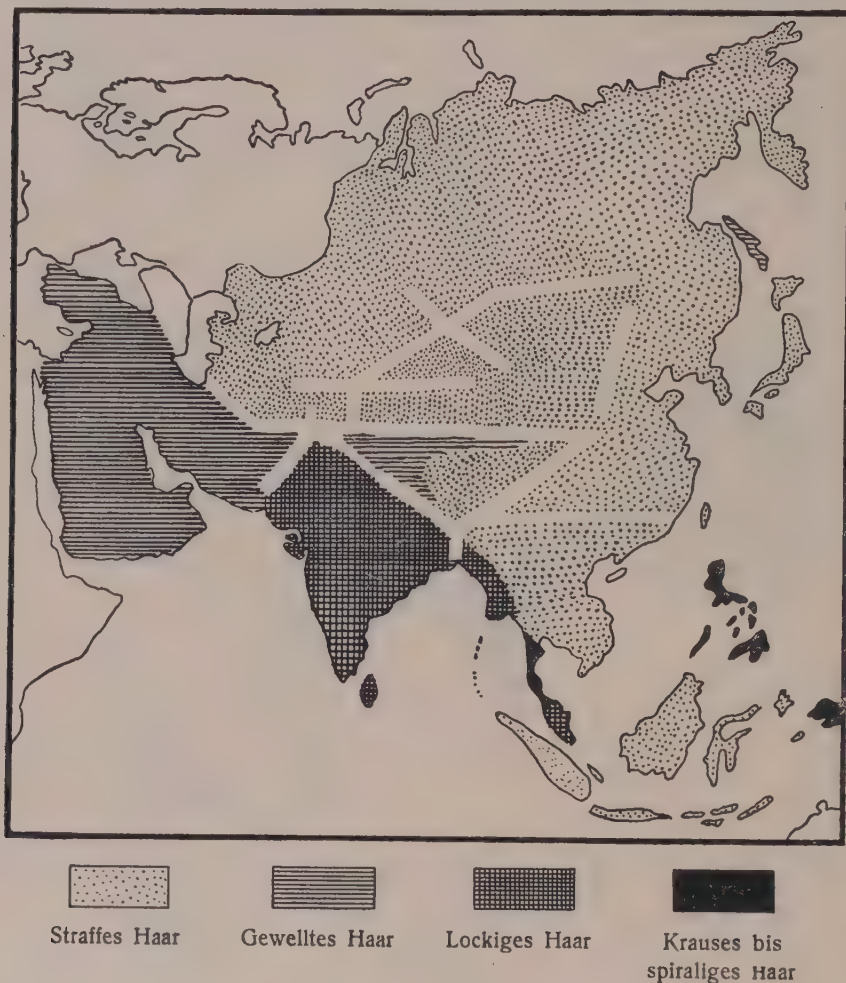 Straffes Haar
Gewelltes Haar
Lockiges Haar
Krauses bis
spiraliges Haar